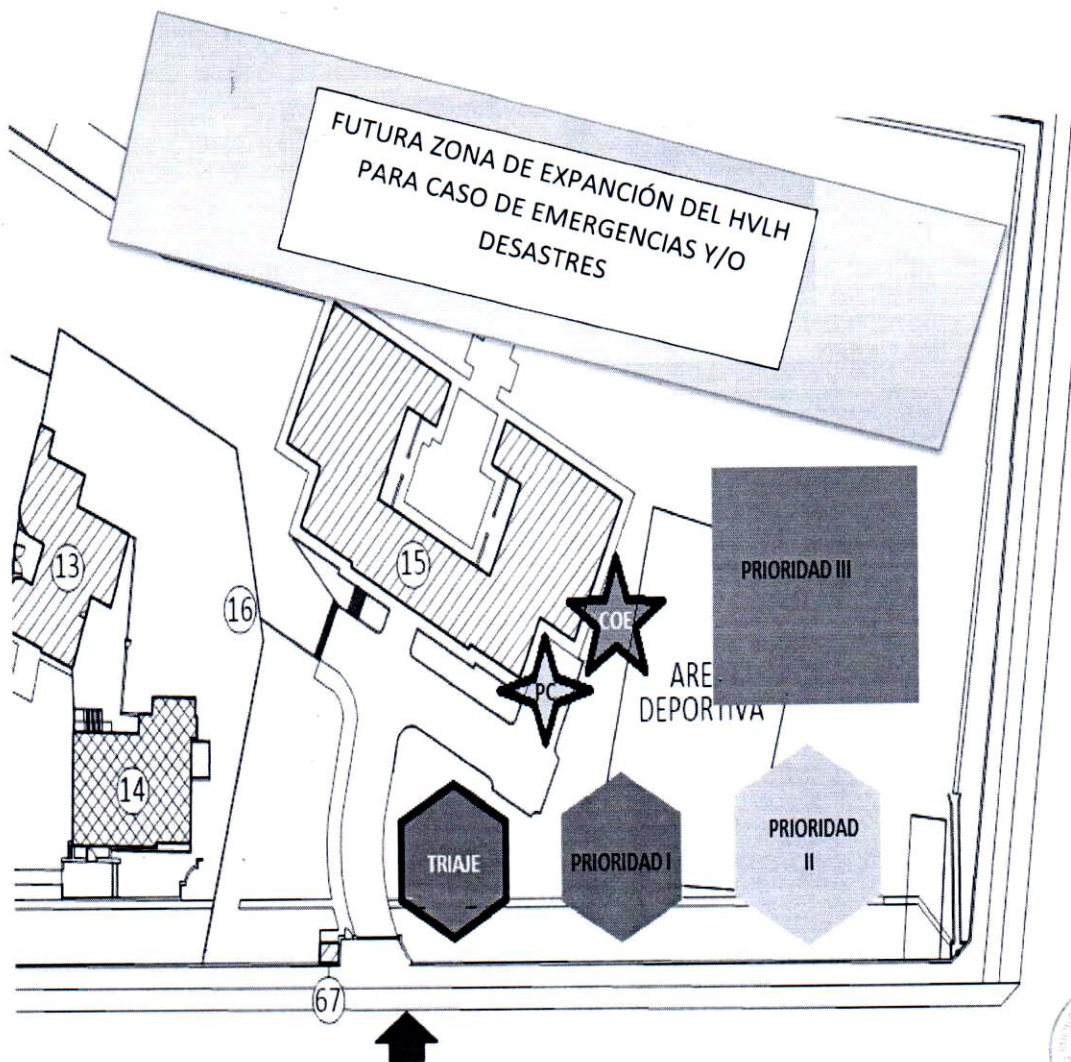 FUTURA ZONA DE EXPANCIÓN DEL HVLH
PARA CASO DE EMERGENCIAS Y/O
DESASTRES
13
15
16
PRIORIDAD III
COE
PC
ARE
DEPORTIVA
14
TRIAJE
PRIORIDAD I
PRIORIDAD
II
67